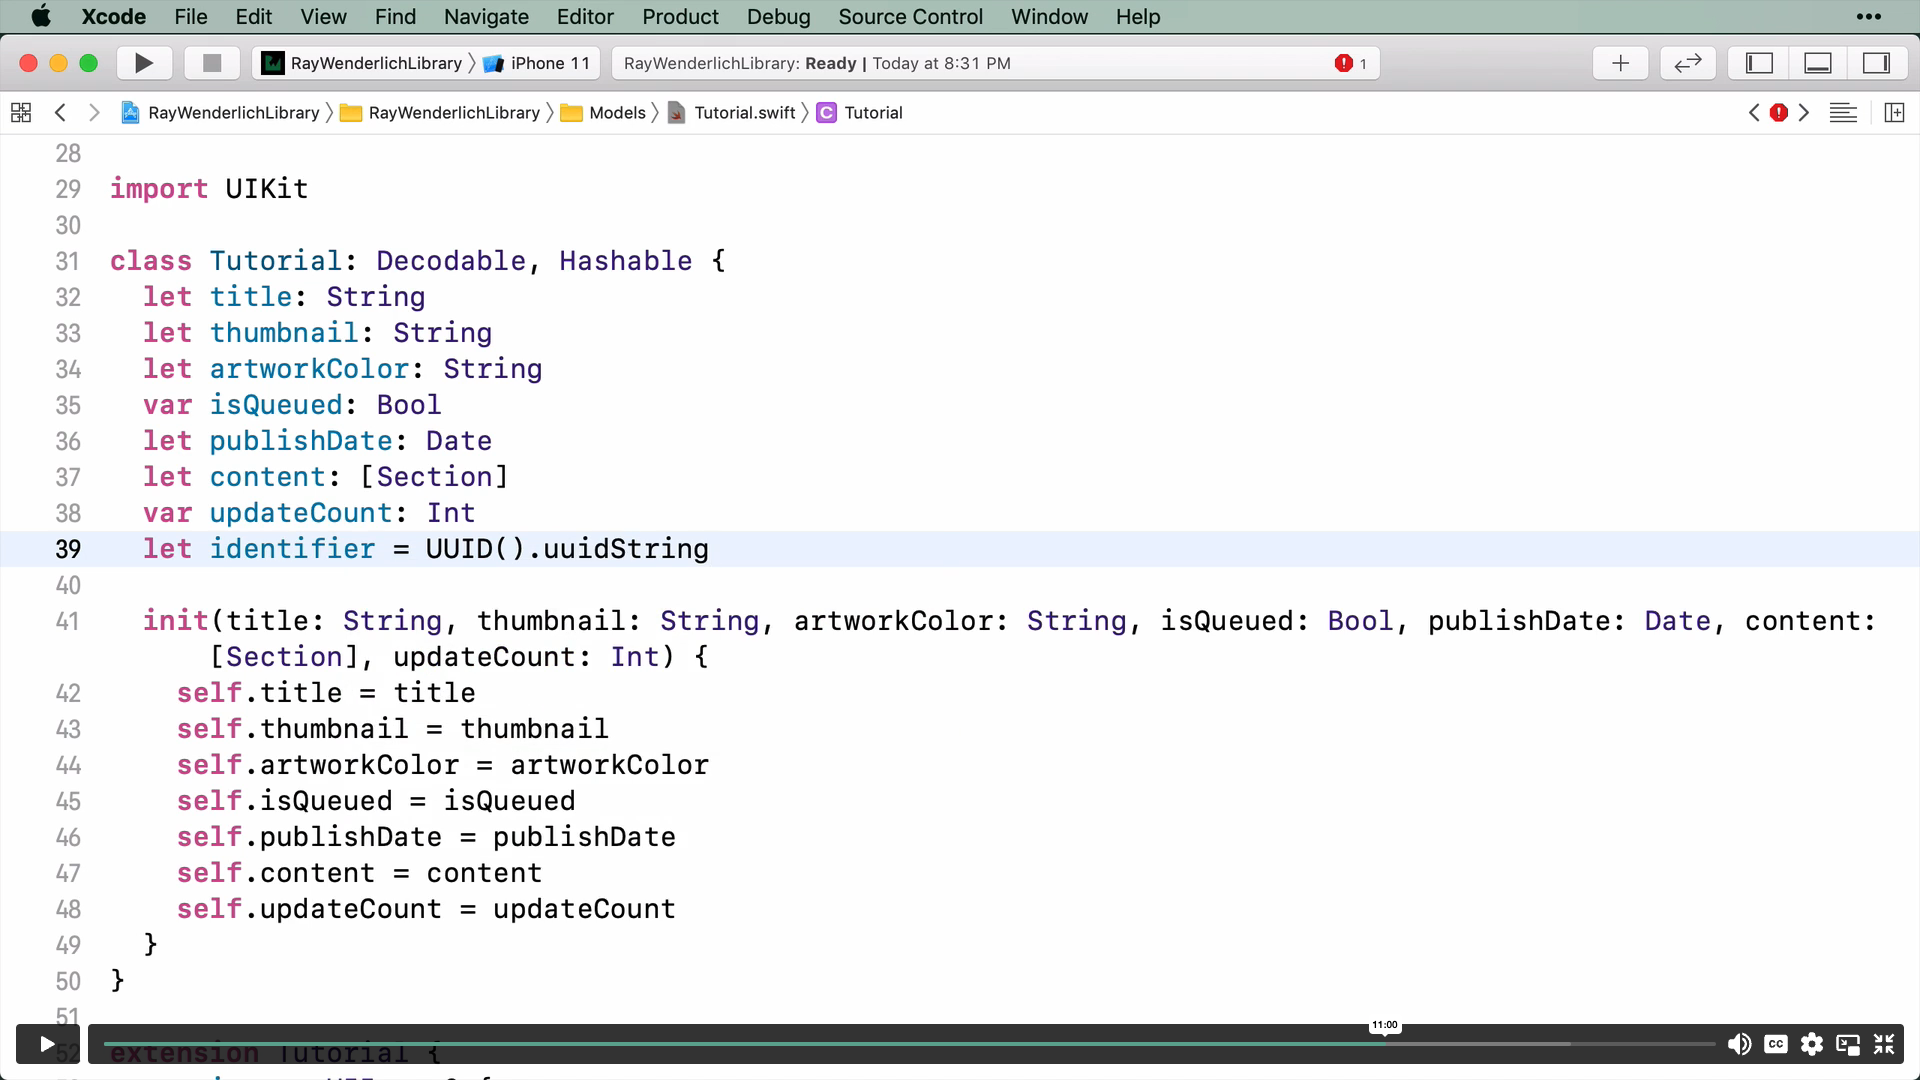 Xcode File Edit View Find Navigate Editor Product Debug Source Control Window Help
RayWenderlichLibrary iPhone 11 RayWenderlichLibrary: Ready | Today at 8:31 PM 1
RayWenderlichLibrary RayWenderlichLibrary Models Tutorial.swift C Tutorial
28
29 import UIKit
30
31 class Tutorial: Decodable, Hashable {
32 let title: String
33 let thumbnail: String
34 let artworkColor: String
35 var isQueued: Bool
36 let publishDate: Date
37 let content: [Section]
38 var updateCount: Int
39 let identifier = UUID().uuidString
40
41 init(title: String, thumbnail: String, artworkColor: String, isQueued: Bool, publishDate: Date, content:
[Section], updateCount: Int) {
42 self.title = title
43 self.thumbnail = thumbnail
44 self.artworkColor = artworkColor
45 self.isQueued = isQueued
46 self.publishDate = publishDate
47 self.content = content
48 self.updateCount = updateCount
49 }
50 }
51
11:00
52 extension Tutorial {
CC